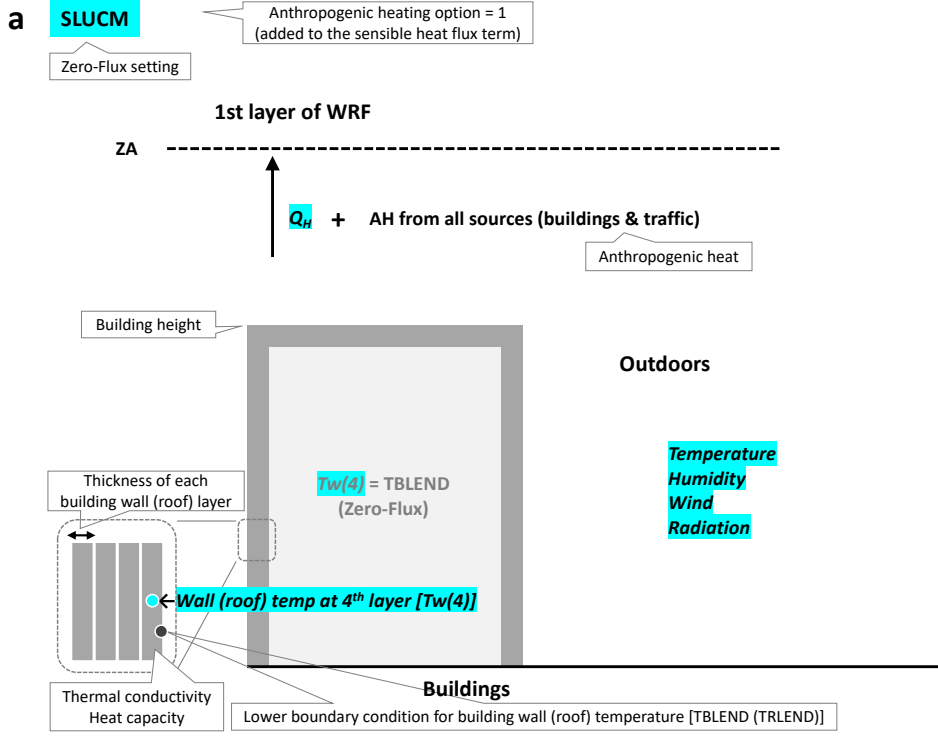 a
SLUCM
Anthropogenic heating option = 1
(added to the sensible heat flux term)
Zero-Flux setting
1st layer of WRF
ZA
QH + AH from all sources (buildings & traffic)
Anthropogenic heat
Building height
Outdoors
Temperature
Humidity
Wind
Radiation
Tw(4) = TBLEND
(Zero-Flux)
Thickness of each
building wall (roof) layer
Wall (roof) temp at 4th layer [Tw(4)]
Thermal conductivity
Heat capacity
Buildings
Lower boundary condition for building wall (roof) temperature [TBLEND (TRLEND)]